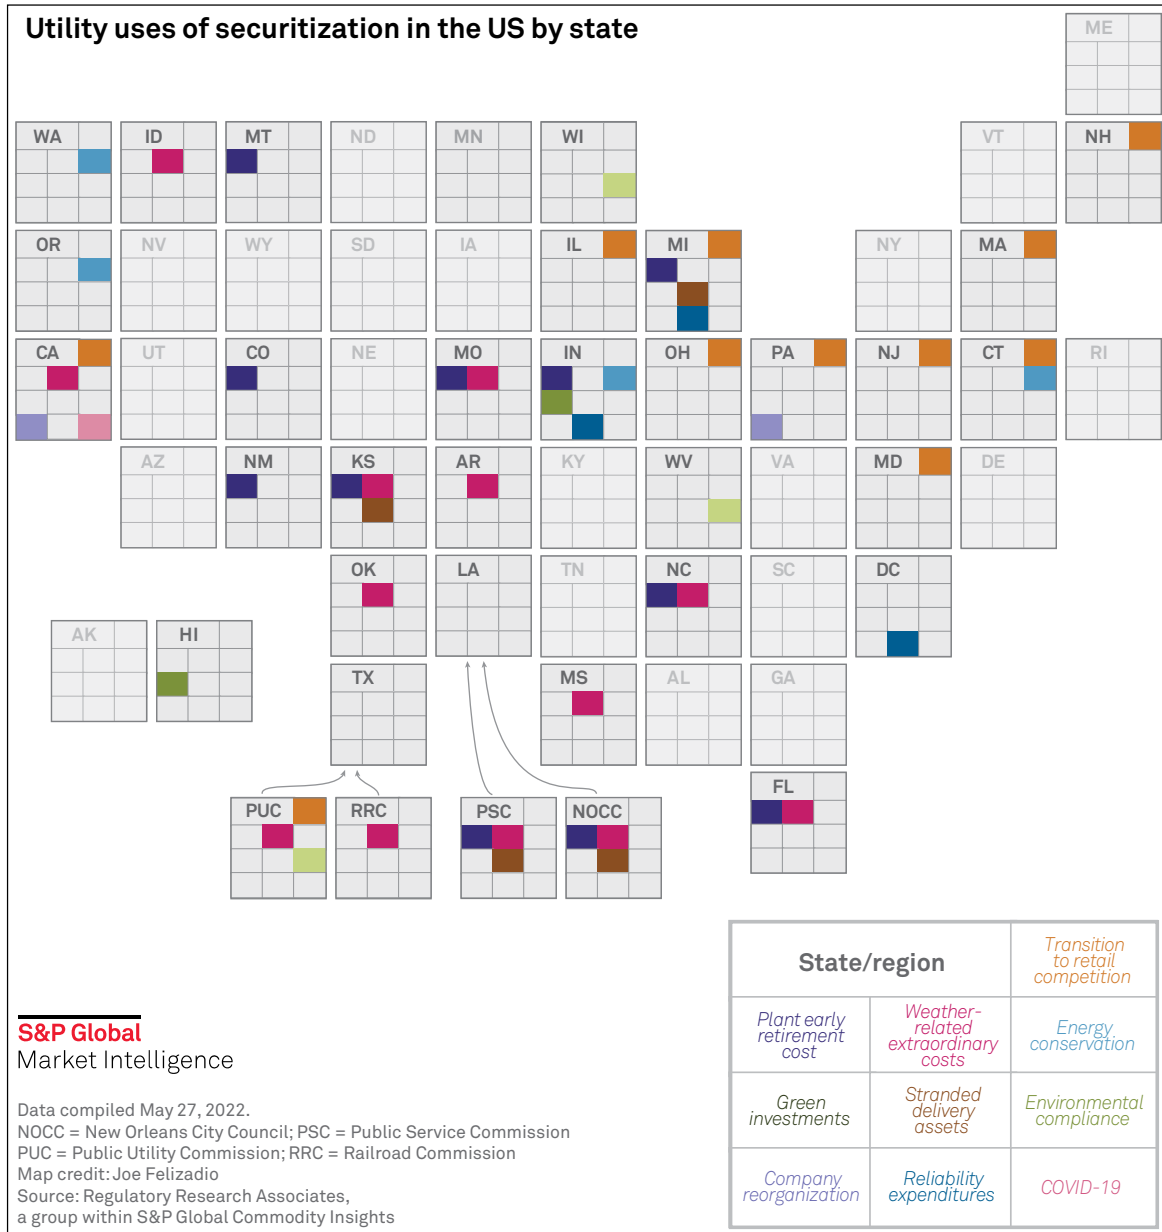 Utility uses of securitization in the US by state
ME
WA ID MT ND MN WI VT NH
OR NV WY SD IA IL MI NY MA
CA UT CO NE MO IN OH PA NJ CT RI
AZ NM KS AR KY WV VA MD DE
OK LA TN NC SC DC
AK HI
TX MS AL GA
FL
PUC RRC PSC NOCC
State/region
Transition
to retail
competition
Plant early
retirement
cost
Weather-
related
extraordinary
costs
Energy
conservation
Green
investments
Stranded
delivery
assets
Environmental
compliance
Company
reorganization
Reliability
expenditures
COVID-19
S&P Global
Market Intelligence
Data compiled May 27, 2022.
NOCC = New Orleans City Council; PSC = Public Service Commission
PUC = Public Utility Commission; RRC = Railroad Commission
Map credit: Joe Felizadio
Source: Regulatory Research Associates,
a group within S&P Global Commodity Insights